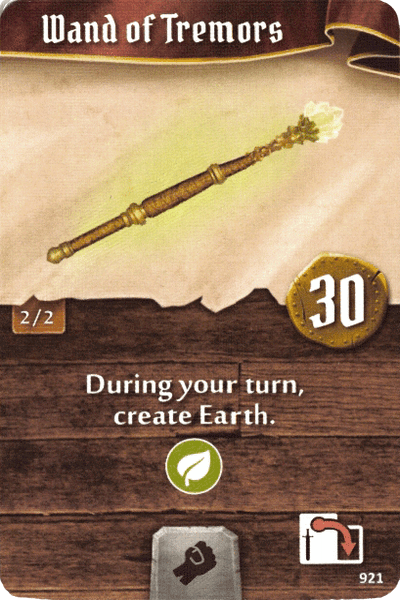 Wand of Tremors
30
2/2
During your turn,
create Earth.
921